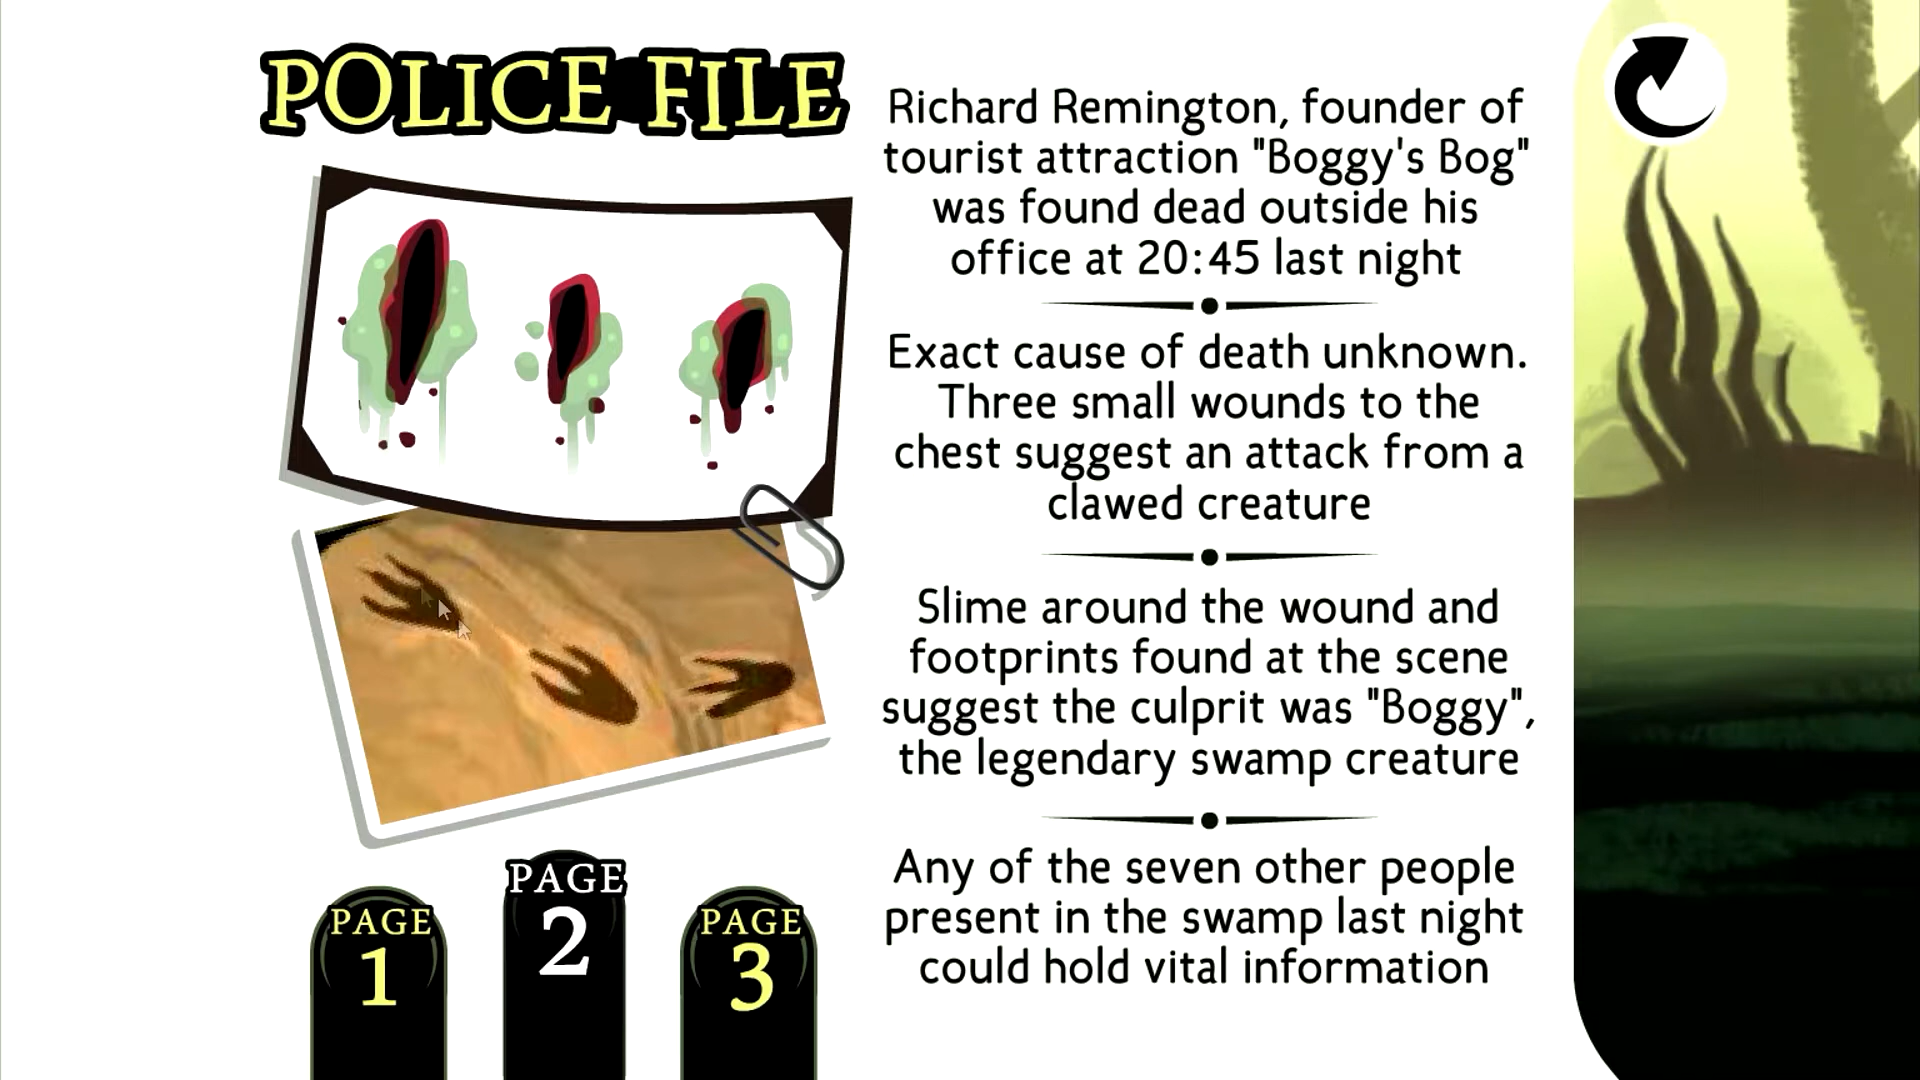 POLICE FILE
Richard Remington, founder of
tourist attraction "Boggy's Bog"
was found dead outside his
office at 20:45 last night
Exact cause of death unknown.
Three small wounds to the
chest suggest an attack from a
clawed creature
Slime around the wound and
footprints found at the scene
suggest the culprit was "Boggy",
the legendary swamp creature
Any of the seven other people
present in the swamp last night
could hold vital information
PAGE
1
PAGE
2
PAGE
3